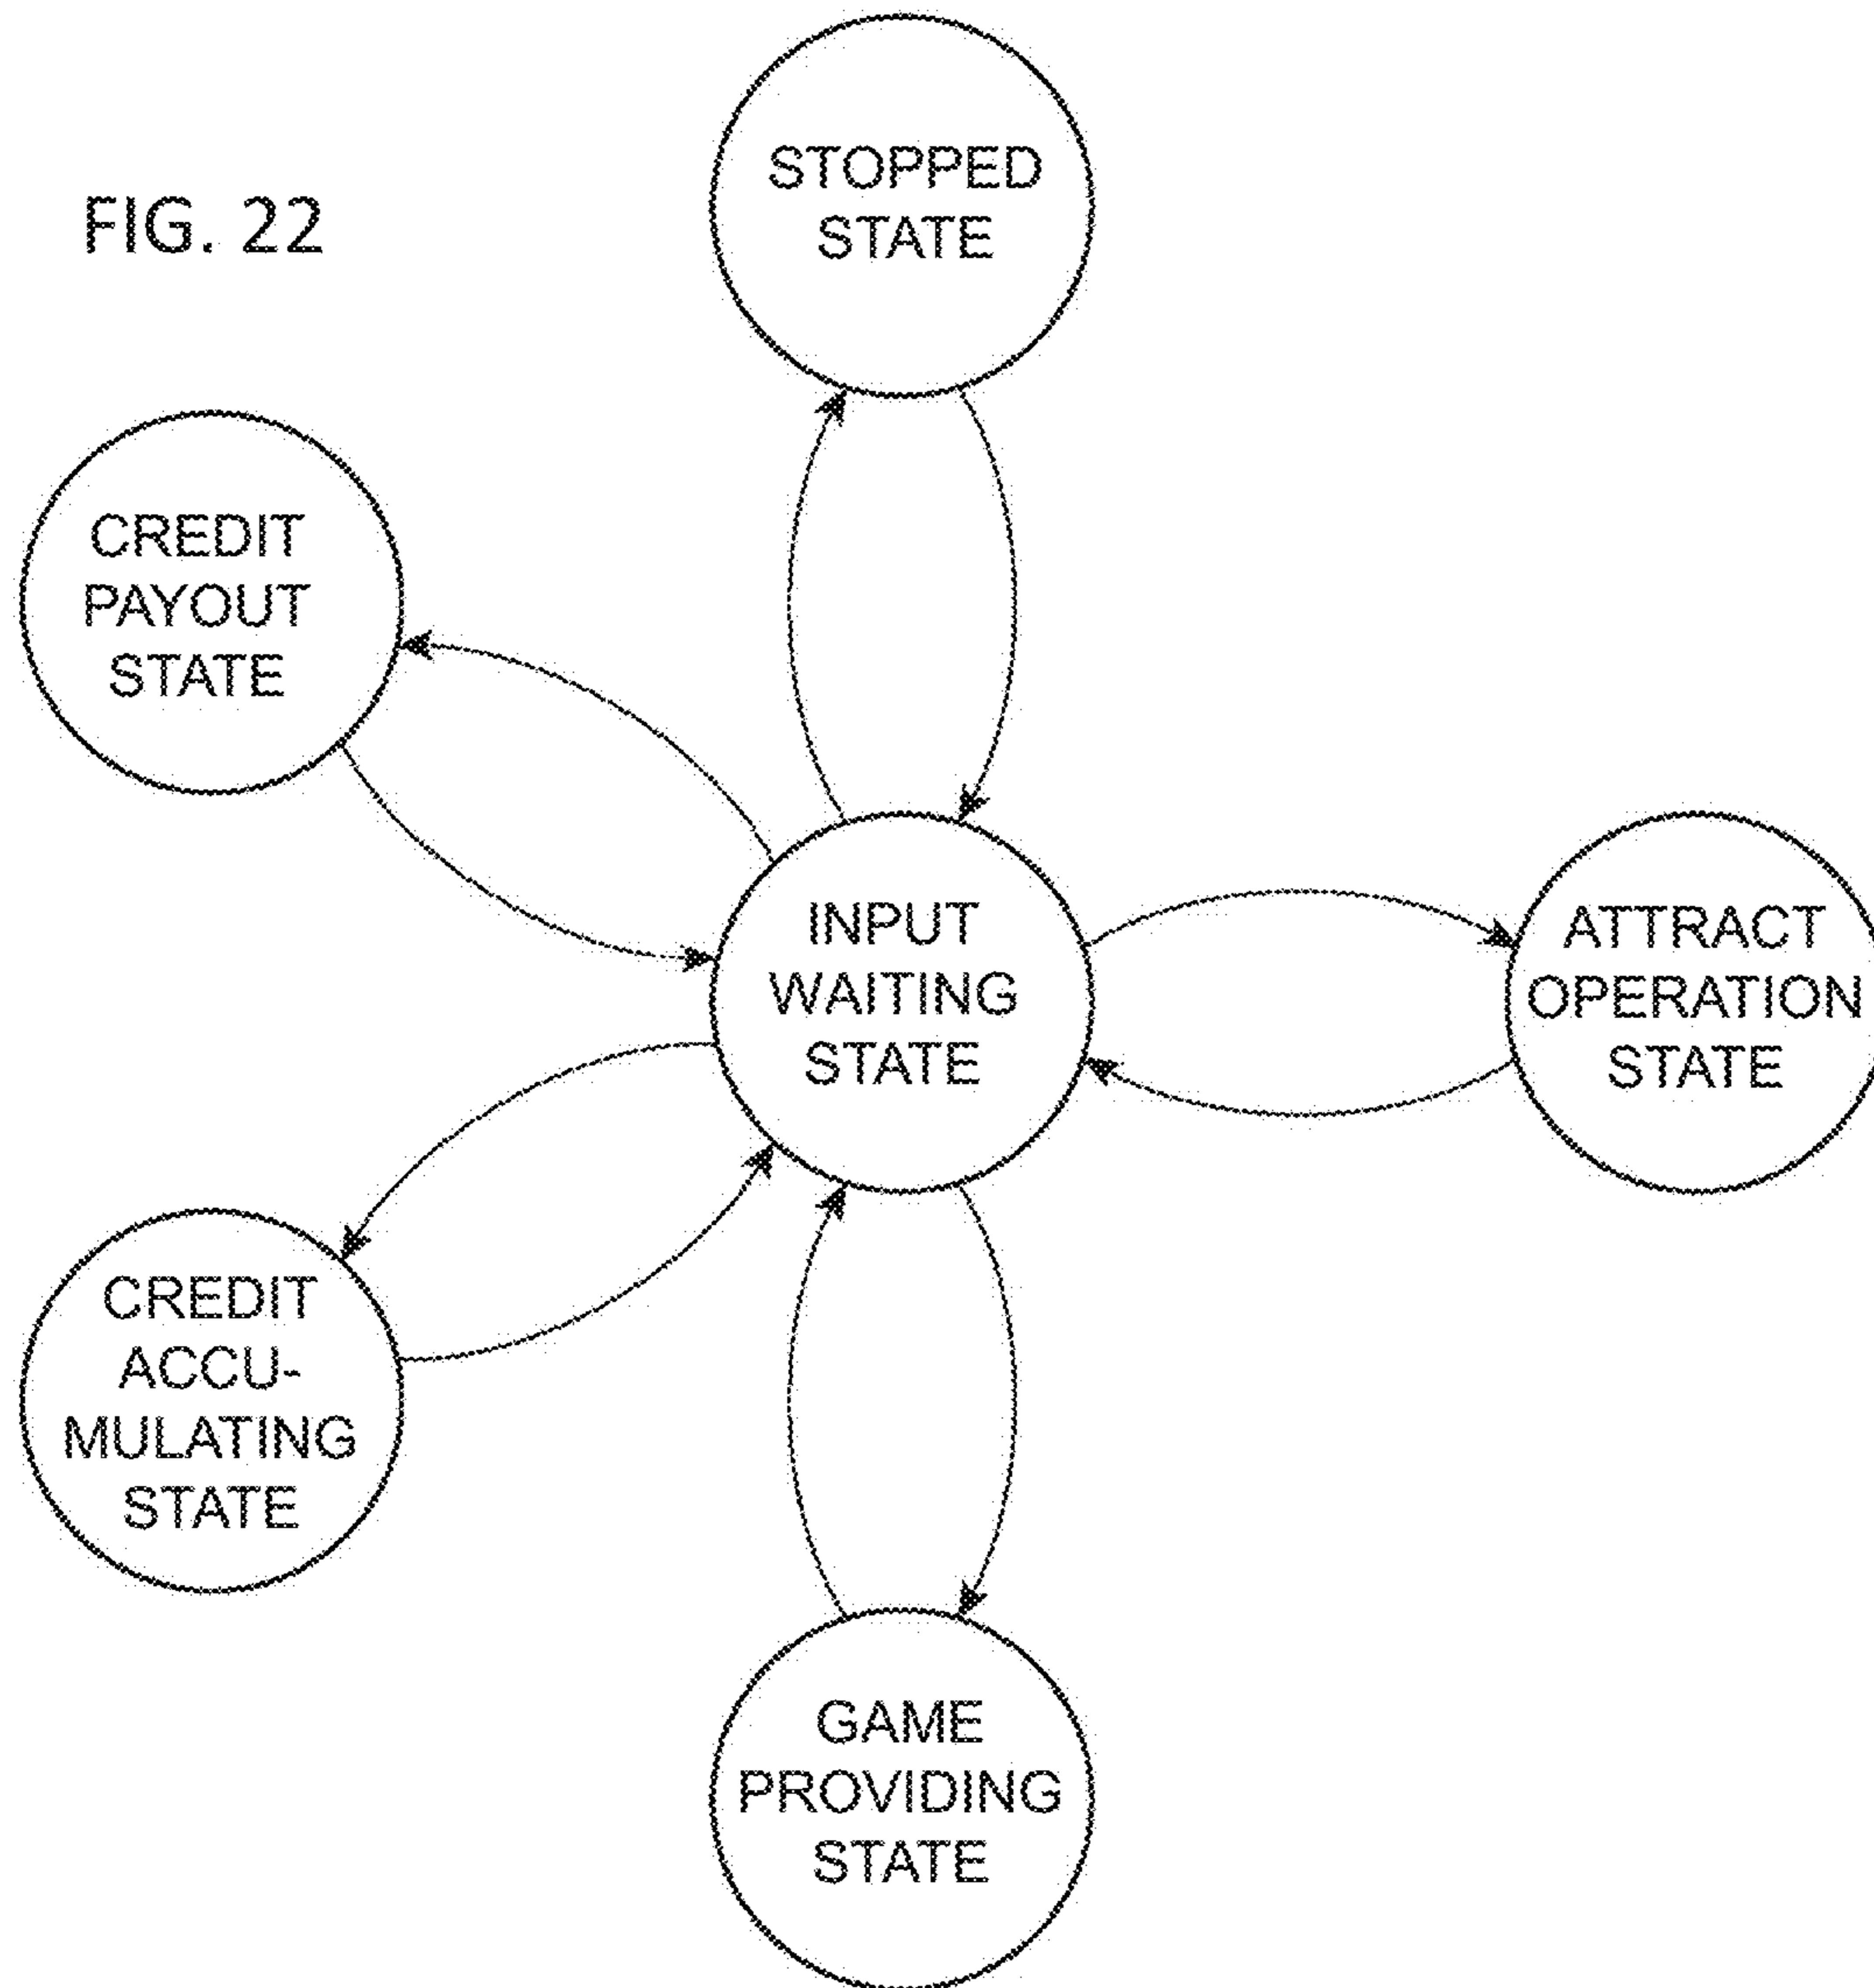 FIG. 22
STOPPED
STATE
CREDIT
PAYOUT
STATE
INPUT
WAITING
STATE
ATTRACT
OPERATION
STATE
CREDIT
ACCU-
MULATING
STATE
GAME
PROVIDING
STATE